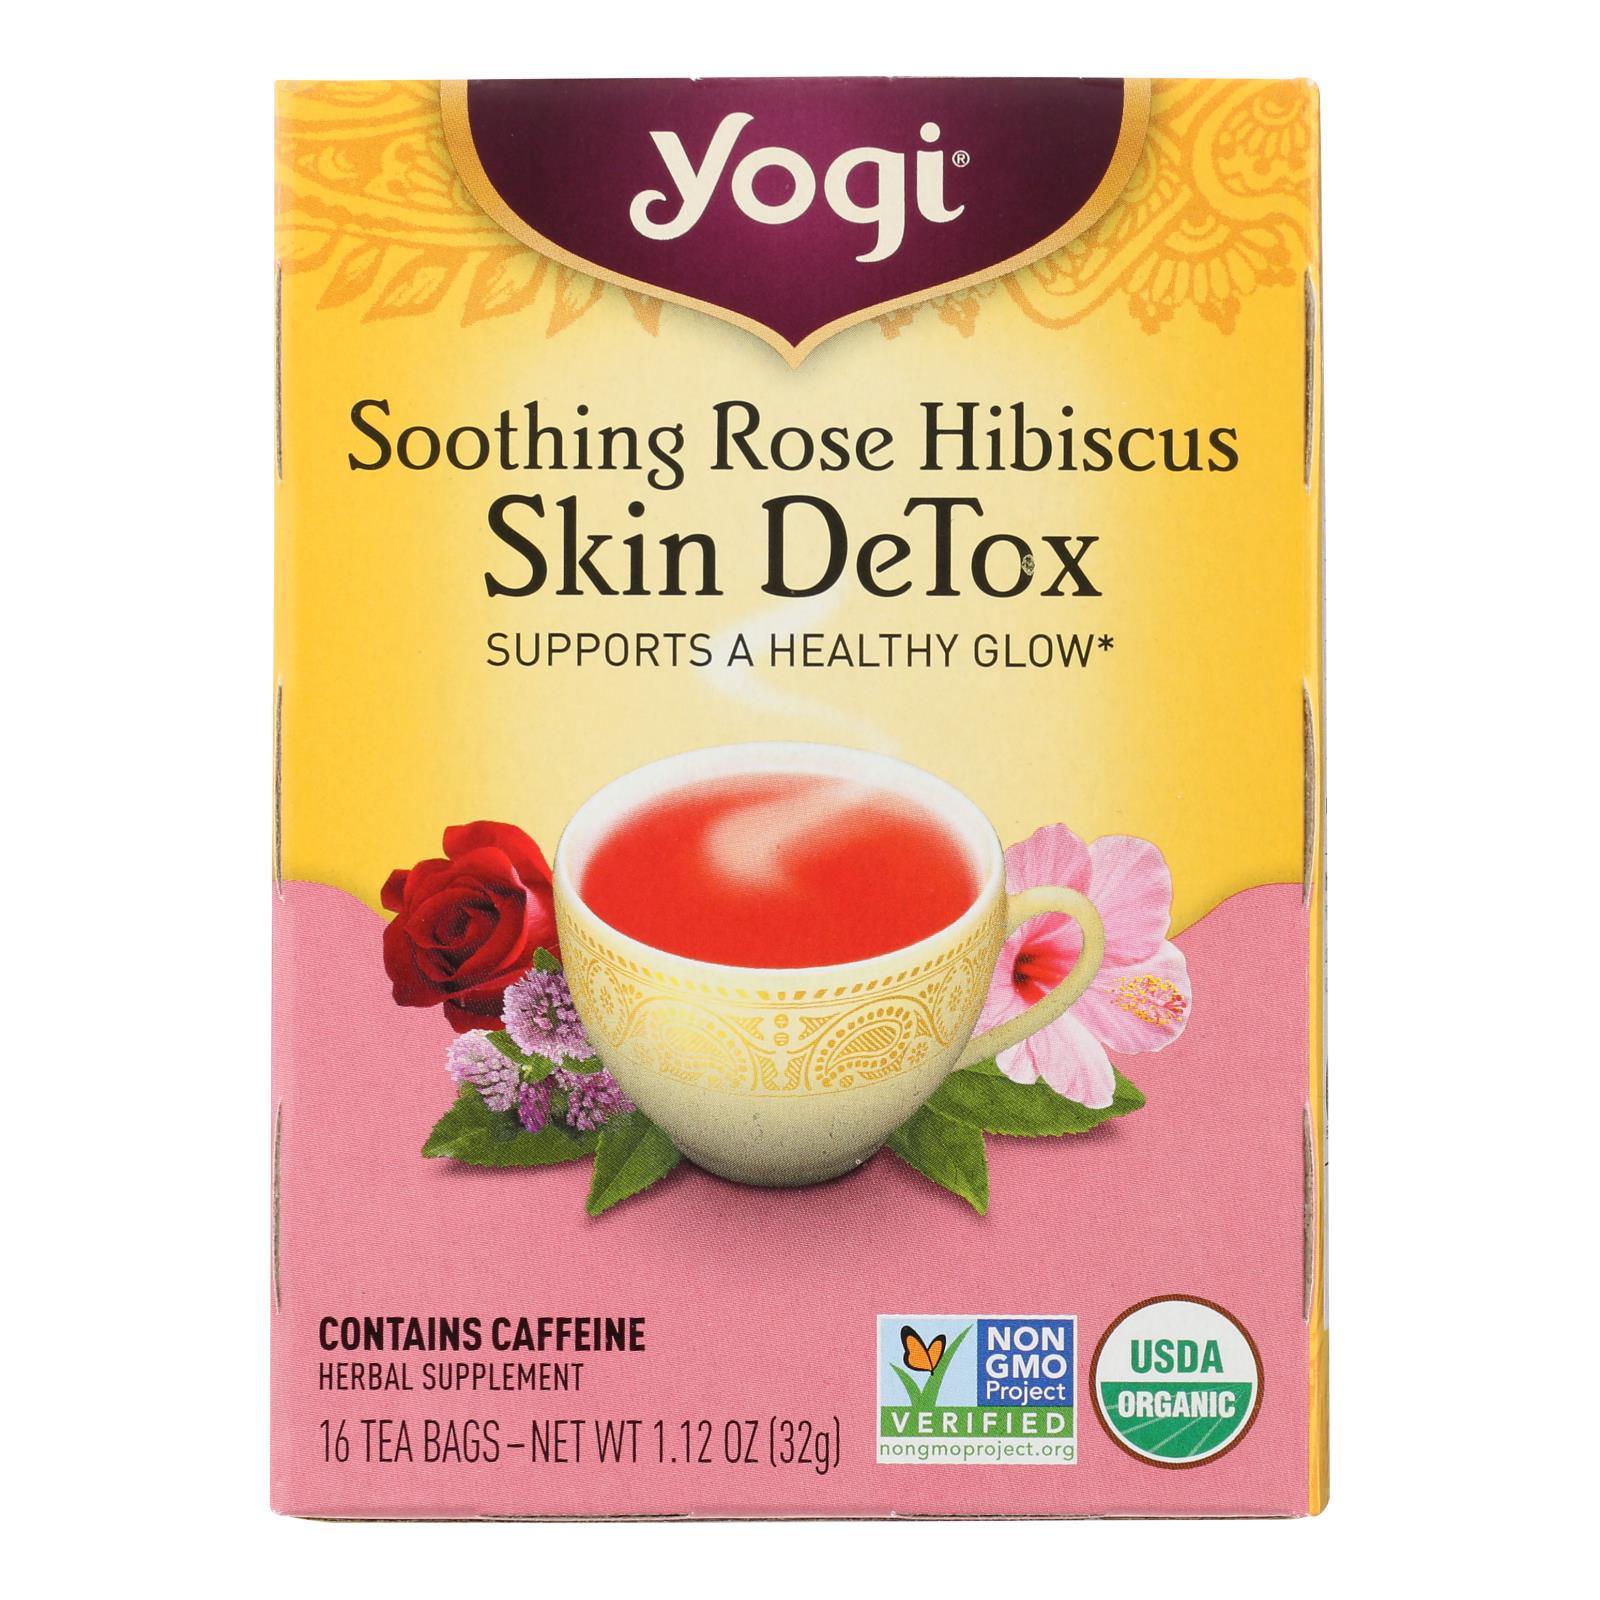 yogi®
Soothing Rose Hibiscus
Skin DeTox
SUPPORTS A HEALTHY GLOW*
CONTAINS CAFFEINE
HERBAL SUPPLEMENT
16 TEA BAGS – NET WT 1.12 OZ (32g)
NON
GMO
Project
VERIFIED
nongmoproject.org
USDA
ORGANIC